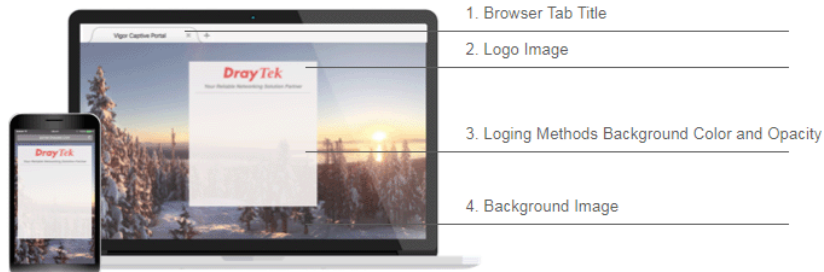 1. Browser Tab Title
Vigor Captive Portal
2. Logo Image
DrayTek
Your Reliable Networking Solution Partner
3. Loging Methods Background Color and Opacity
DrayTek
4. Background Image